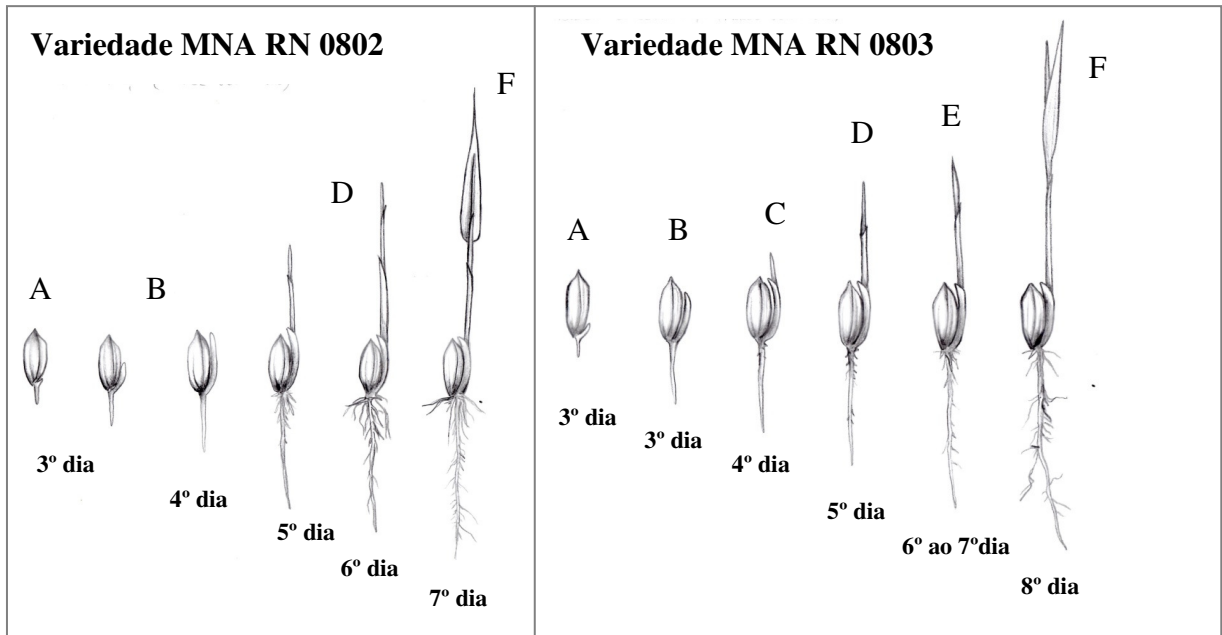 Variedade MNA RN 0802
F
D
A
B
3º dia
4º dia
5º dia
6º dia
7º dia
Variedade MNA RN 0803
F
E
D
C
B
A
3º dia
3º dia
4º dia
5º dia
6º ao 7ºdia
8º dia